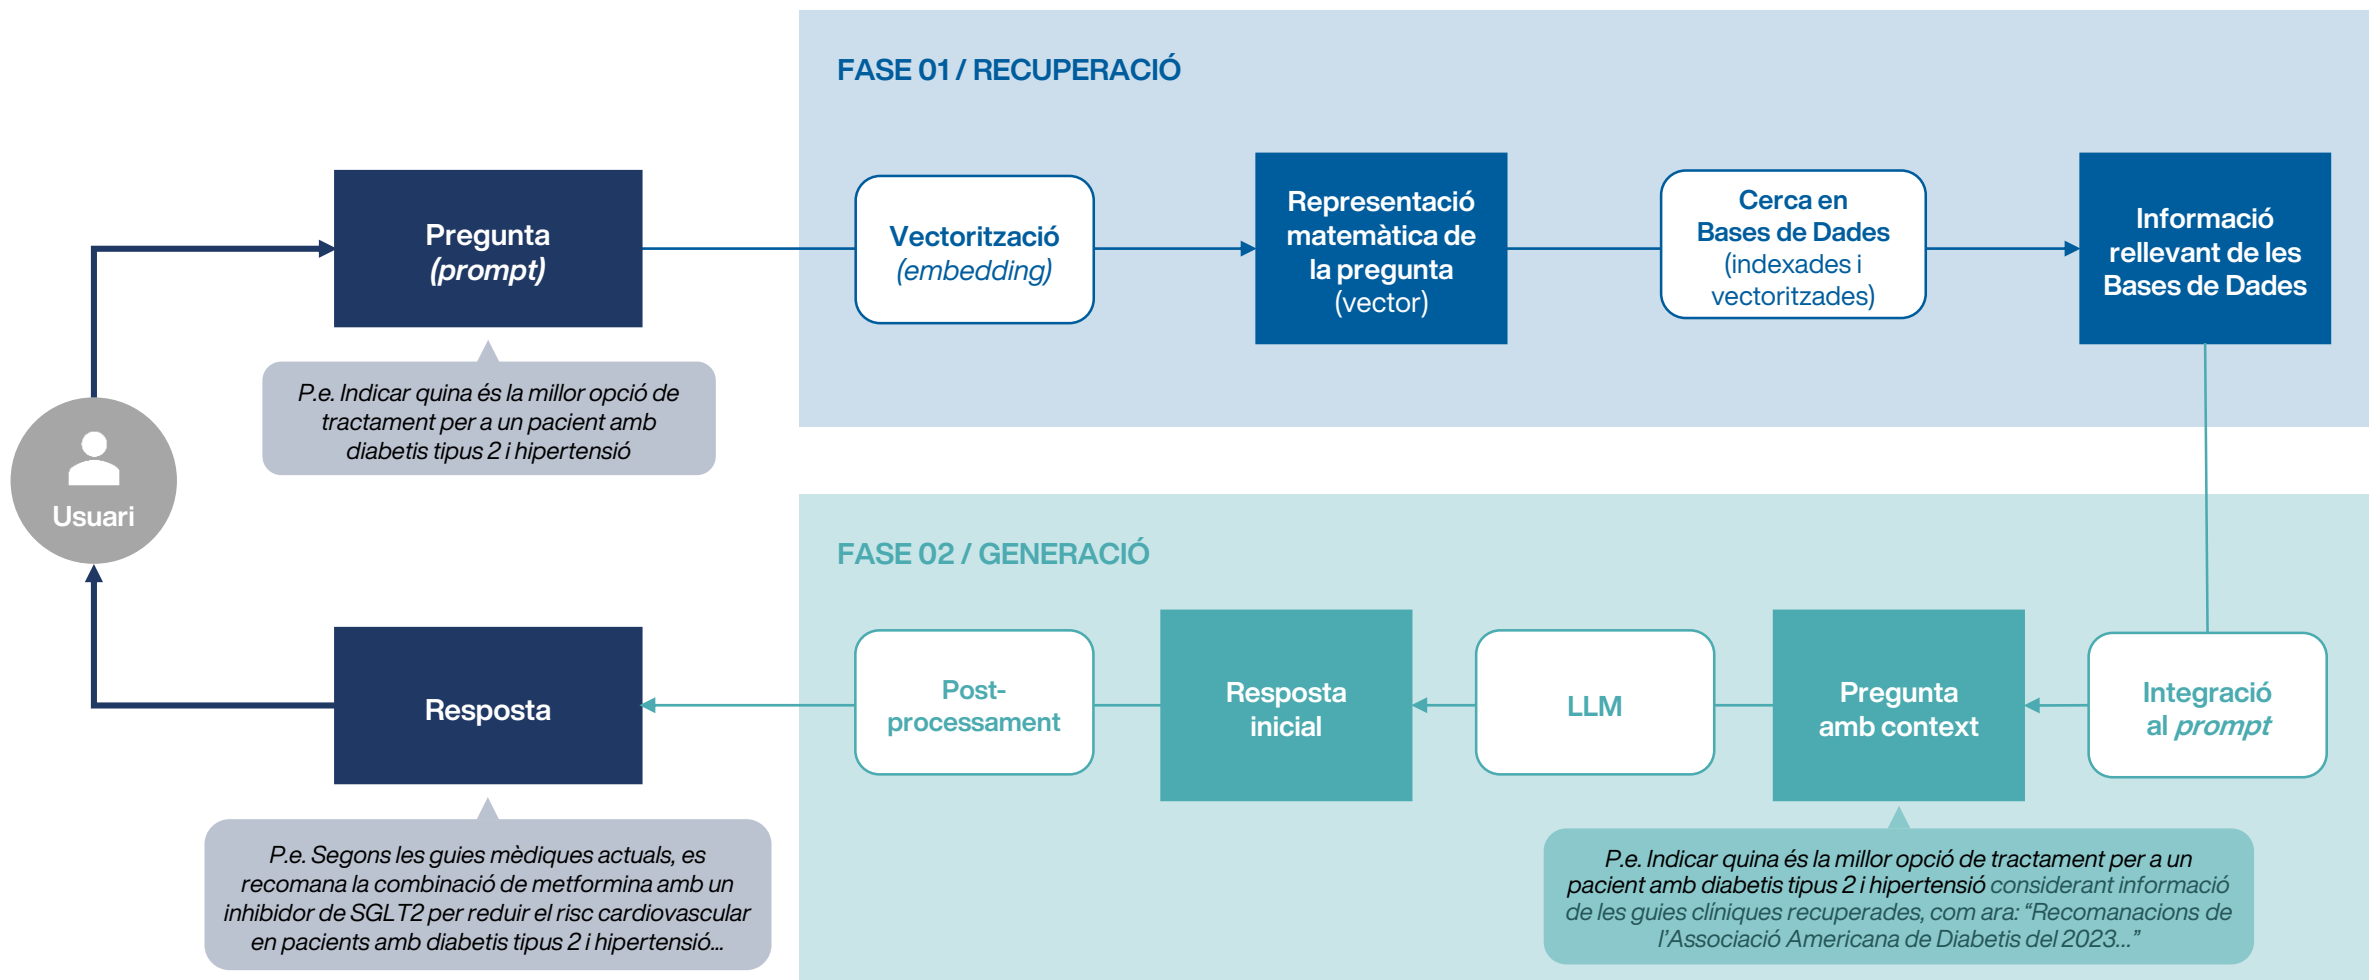 FASE 01 / RECUPERACIÓ
Pregunta
(prompt)
Vectorització
(embedding)
Representació
matemàtica de
la pregunta
(vector)
Cerca en
Bases de Dades
(indexades i
vectoritzades)
Informació
rellevant de les
Bases de Dades
P.e. Indicar quina és la millor opció de
tractament per a un pacient amb
diabetis tipus 2 i hipertensió
Usuari
FASE 02 / GENERACIÓ
Integració
al prompt
Pregunta
amb context
LLM
Resposta
inicial
Post-
processament
Resposta
P.e. Indicar quina és la millor opció de tractament per a un
pacient amb diabetis tipus 2 i hipertensió considerant informació
de les guies clíniques recuperades, com ara: “Recomanacions de
l’Associació Americana de Diabetis del 2023...”
P.e. Segons les guies mèdiques actuals, es
recomana la combinació de metformina amb un
inhibidor de SGLT2 per reduir el risc cardiovascular
en pacients amb diabetis tipus 2 i hipertensió...